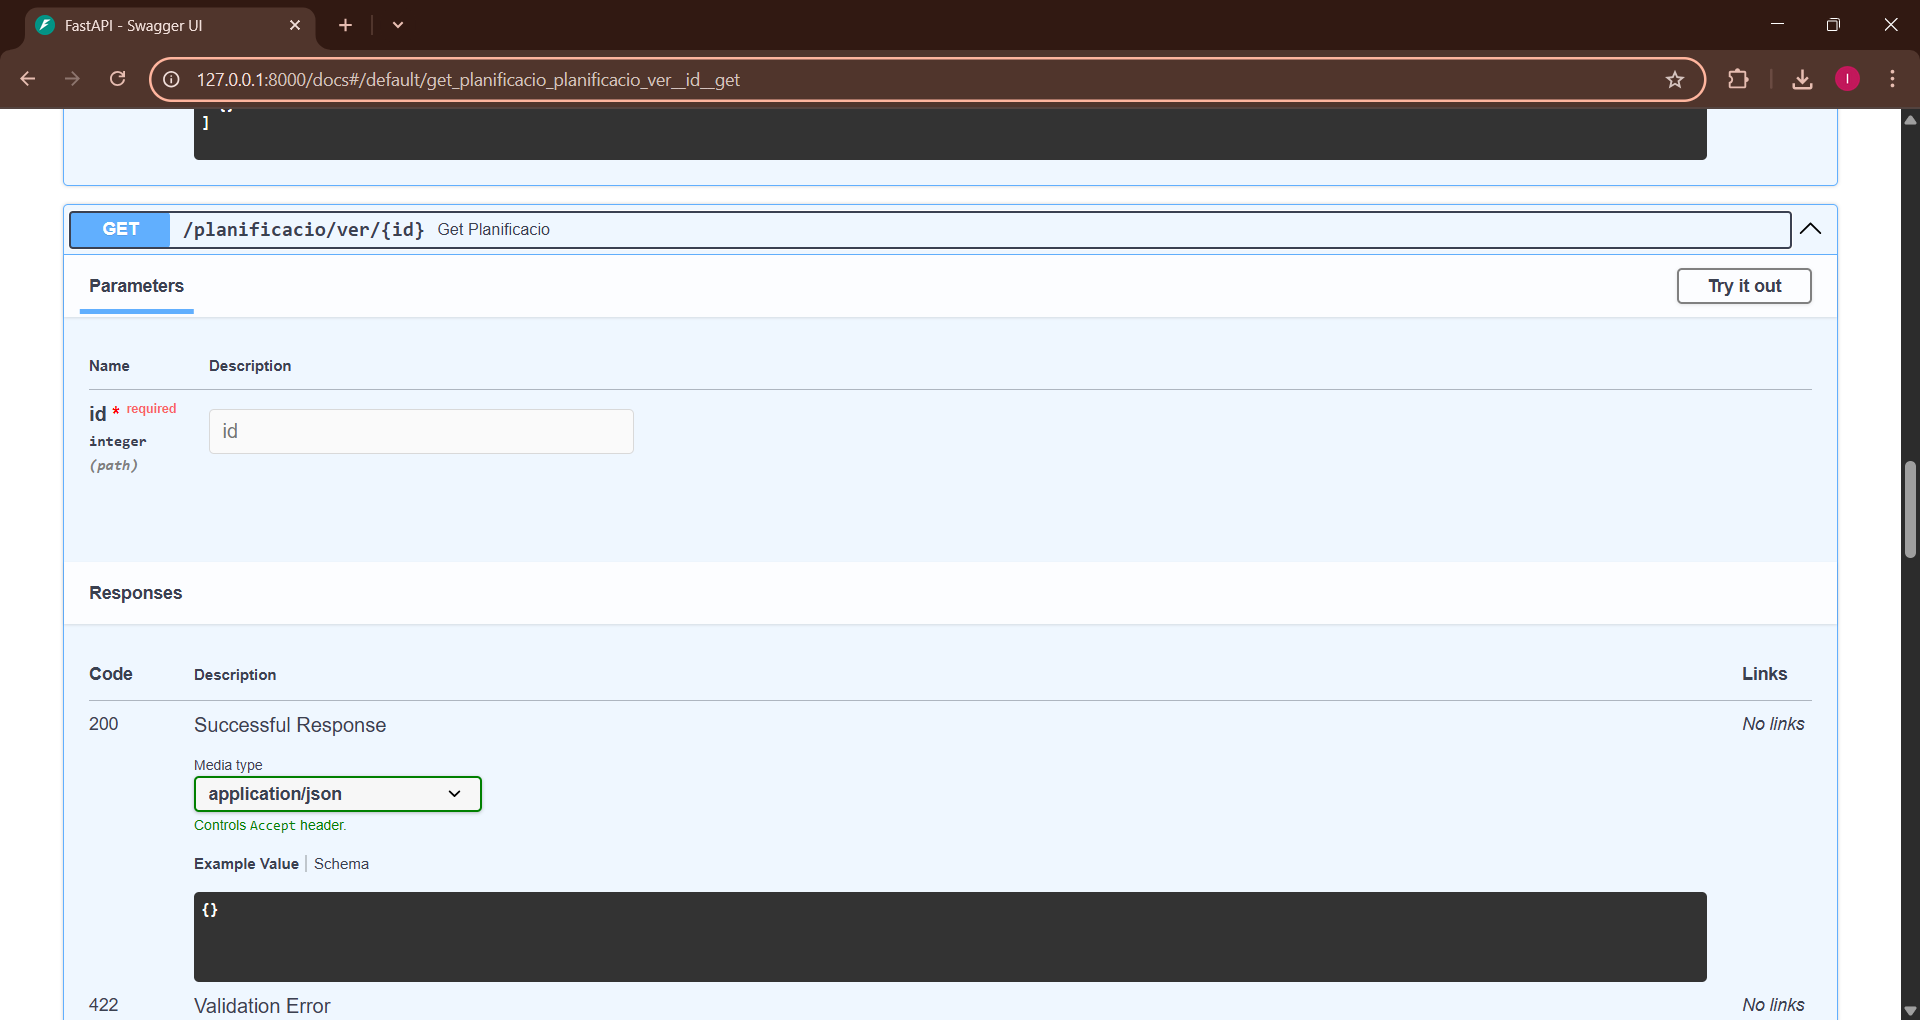 FastAPI - Swagger UI
127.0.0.1:8000/docs#/default/get_planificacio_planificacio_ver__id__get
I
{}
]
GET /planificacio/ver/{id} Get Planificacio
Parameters
Try it out
Name Description
id * required
integer
(path)
id
Responses
Code Description Links
200 Successful Response No links
Media type
application/json
Controls Accept header.
Example Value Schema
{}
422 Validation Error No links